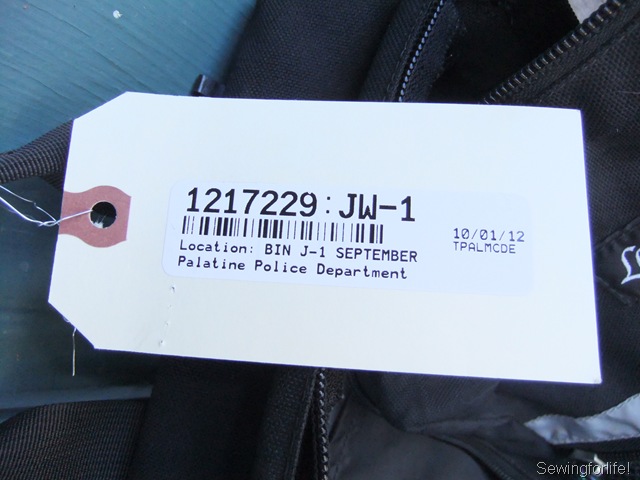 1217229:JW-1
10/01/12
TPALMCDE
Location: BIN J-1 SEPTEMBER
Palatine Police Department
Sewingforlife!